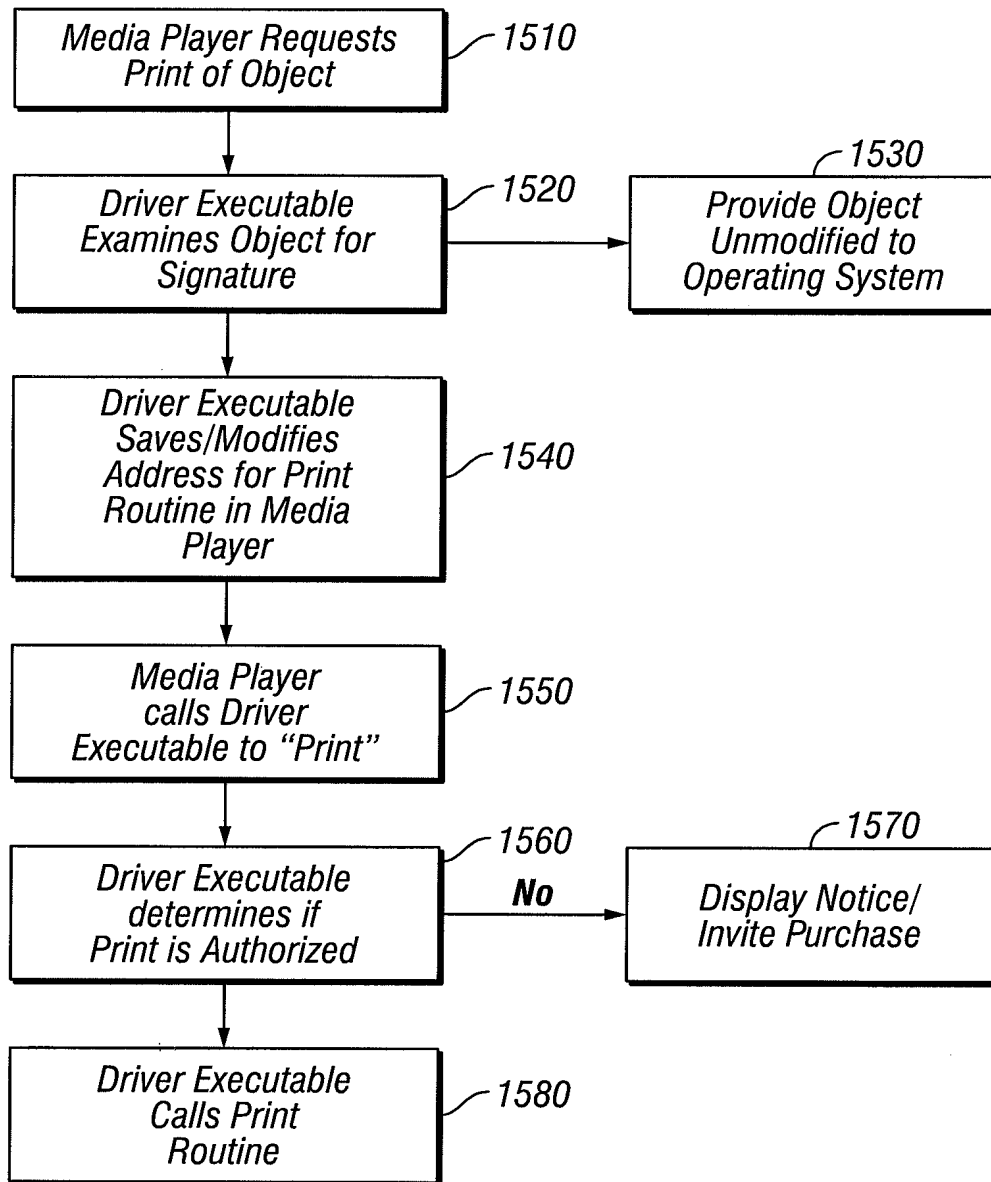 Media Player Requests
Print of Object
1510
Driver Executable
Examines Object for
Signature
1520
1530
Provide Object
Unmodified to
Operating System
Driver Executable
Saves/Modifies
Address for Print
Routine in Media
Player
1540
Media Player
calls Driver
Executable to “Print”
1550
Driver Executable
determines if
Print is Authorized
1560
No
1570
Display Notice/
Invite Purchase
Driver Executable
Calls Print
Routine
1580